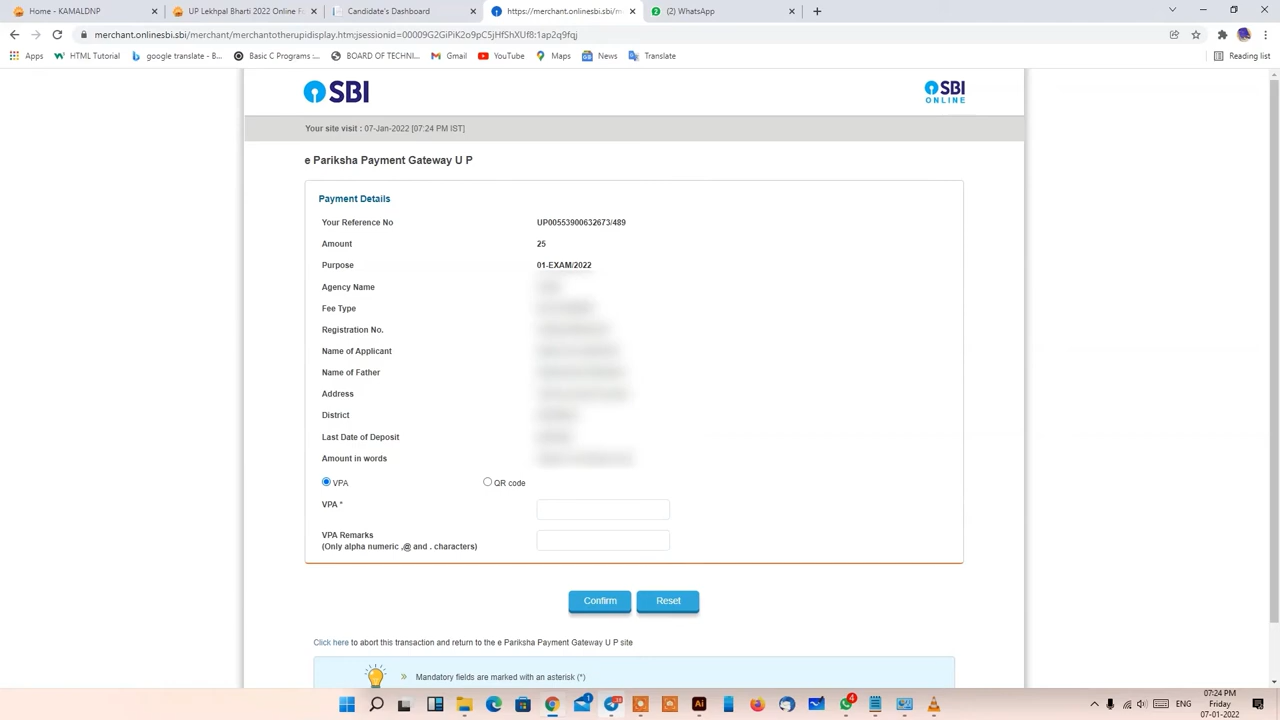 Home - KAMALDNP
UP Lekhpal Bharti 2022 Online Fo
https://merchant.onlinesbi.sbi/m
(2) WhatsApp
merchant.onlinesbi.sbi/merchant/merchantotherupidisplay.htm;jsessionid=00009G2GiPiK2o9pC5jHfShXUf8:1ap2q9fqj
Apps
HTML Tutorial
google translate - B...
Basic C Programs :...
BOARD OF TECHNI...
Gmail
YouTube
Maps
News
Translate
Reading list
SBI
SBI
ONLINE
Your site visit : 07-Jan-2022 [07:24 PM IST]
e Pariksha Payment Gateway U P
Payment Details
Your Reference No UP00553900632673/489
Amount 25
Purpose 01-EXAM/2022
Agency Name
Fee Type
Registration No.
Name of Applicant
Name of Father
Address
District
Last Date of Deposit
Amount in words
VPA QR code
VPA *
VPA Remarks
(Only alpha numeric ,@ and . characters)
Confirm Reset
Click here to abort this transaction and return to the e Pariksha Payment Gateway U P site
» Mandatory fields are marked with an asterisk (*)
Ai
4
ENG
07:24 PM
Friday
07-01-2022